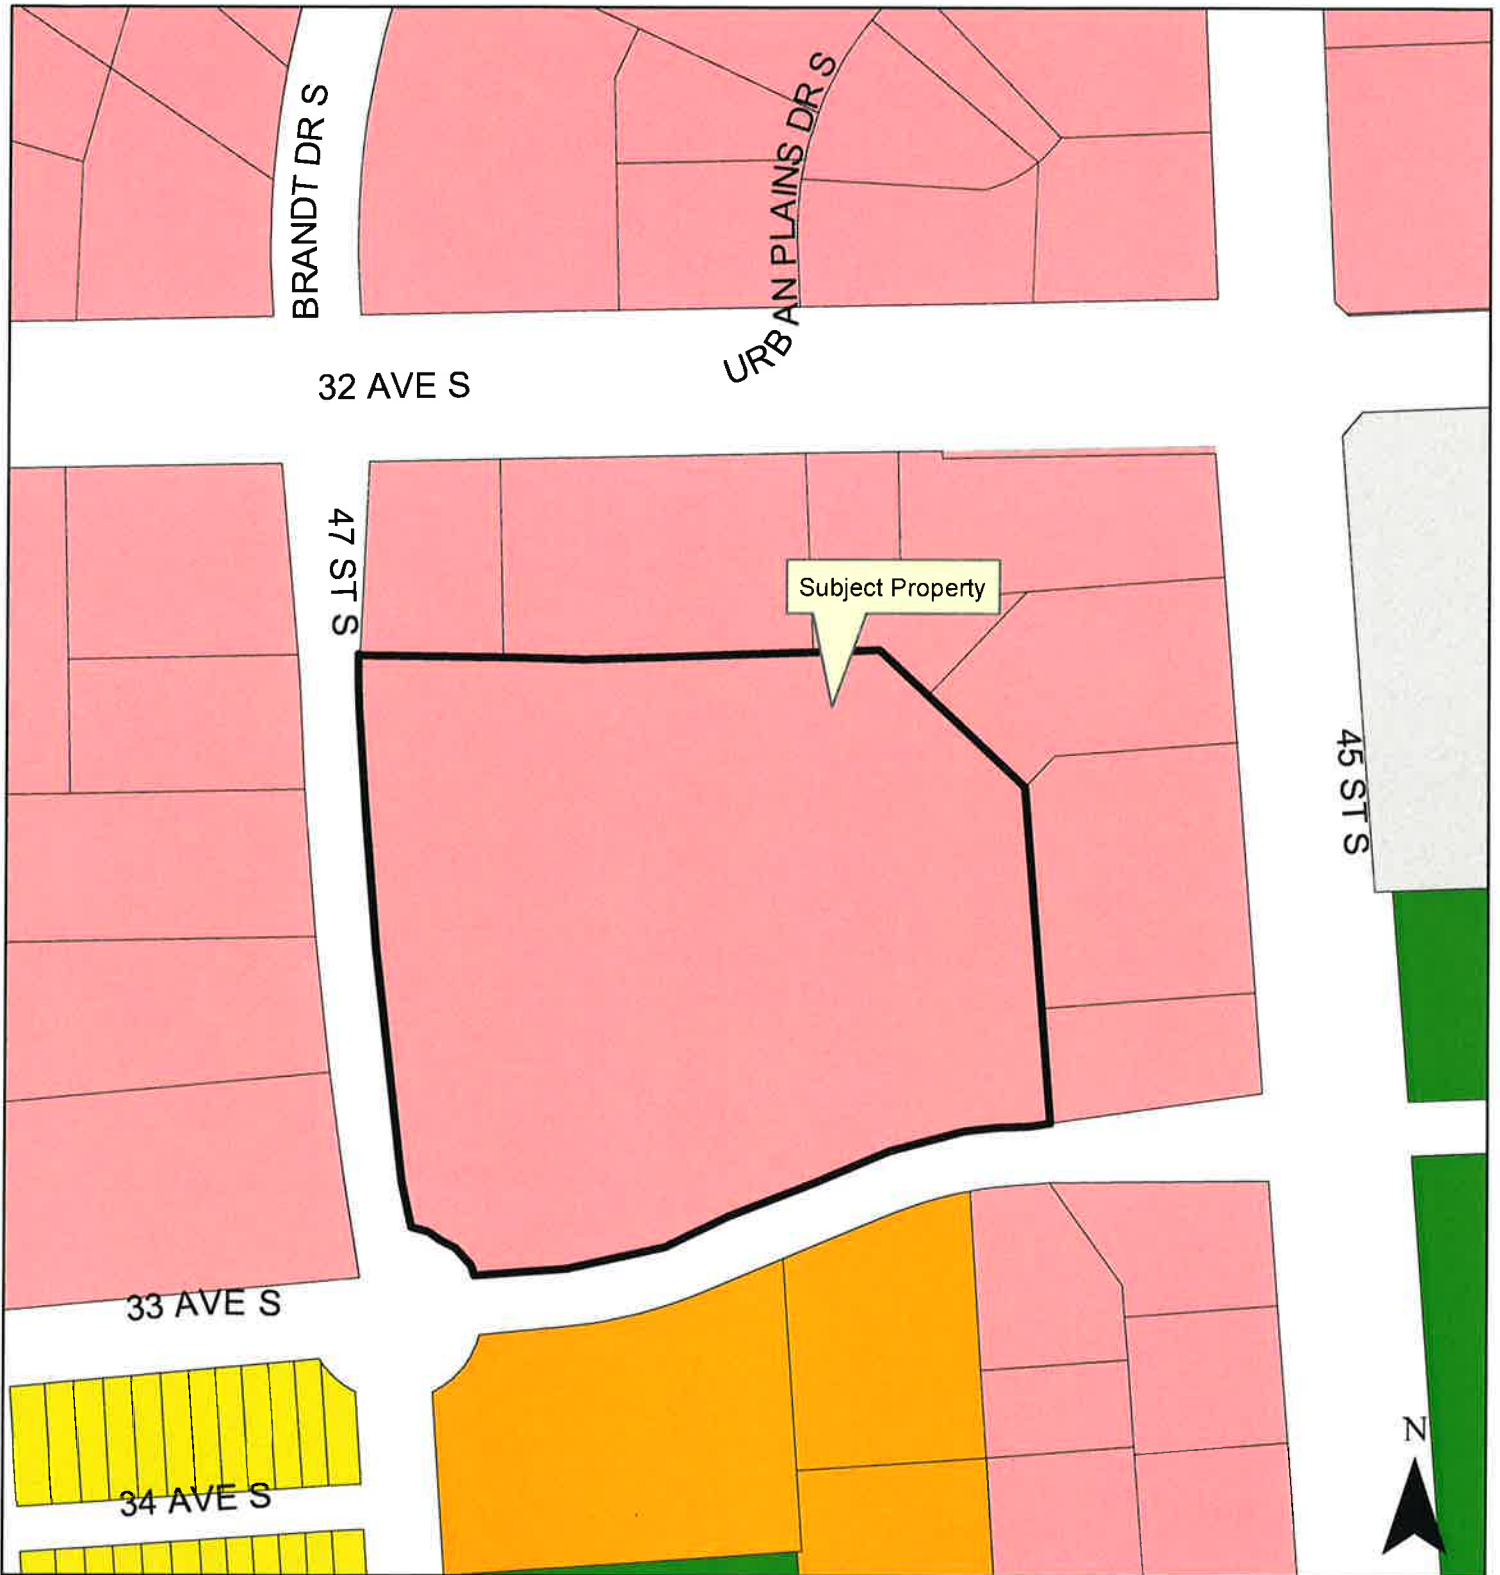 BRANDT DR S
URBAN PLAINS DR S
32 AVE S
47 ST S
Subject Property
45 ST S
33 AVE S
34 AVE S
N